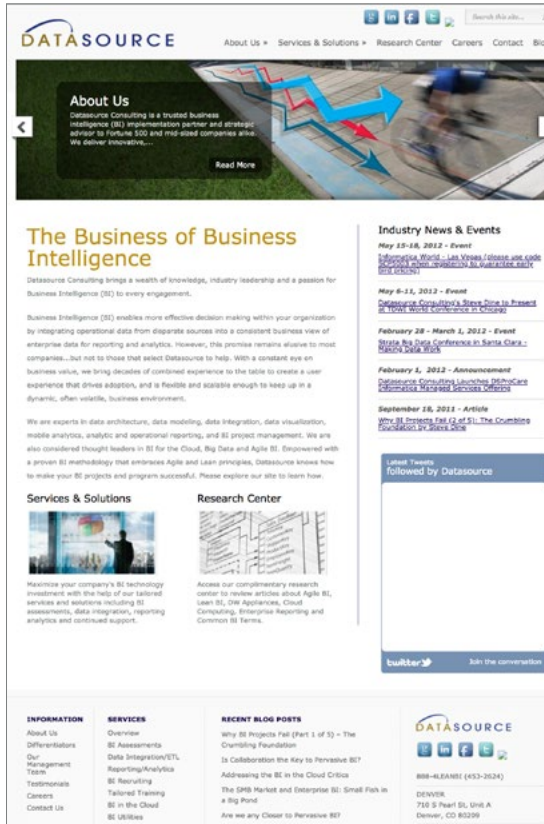 DATASOURCE
Search this site...
About Us » Services & Solutions » Research Center Careers Contact Blo
About Us
Datasource Consulting is a trusted business
intelligence (BI) implementation partner and strategic
advisor to Fortune 500 and mid-sized companies alike.
We deliver innovative,...
Read More
The Business of Business
Intelligence
Datasource Consulting brings a wealth of knowledge, industry leadership and a passion for
Business Intelligence (BI) to every engagement.
Business Intelligence (BI) enables more effective decision making within your organization
by integrating operational data from disparate sources into a consistent business view of
enterprise data for reporting and analytics. However, this promise remains elusive to most
companies...but not to those that select Datasource to help. With a constant eye on
business value, we bring decades of combined experience to the table to create a user
experience that drives adoption, and is flexible and scalable enough to keep up in a
dynamic, often volatile, business environment.
We are experts in data architecture, data modeling, data integration, data visualization,
mobile analytics, analytic and operational reporting, and BI project management. We are
also considered thought leaders in BI for the Cloud, Big Data and Agile BI. Empowered with
a proven BI methodology that embraces Agile and Lean principles, Datasource knows how
to make your BI projects and program successful. Please explore our site to learn how.
Services & Solutions
Maximize your company's BI technology
investment with the help of our tailored
services and solutions including BI
assessments, data integration, reporting
analytics and continued support.
Research Center
Access our complimentary research
center to review articles about Agile BI,
Lean BI, DW Appliances, Cloud
Computing, Enterprise Reporting and
Common BI Terms.
Industry News & Events
May 15-18, 2012 - Event
Informatica World - Las Vegas (please use code
when registering to guarantee early
bird pricing)
May 6-11, 2012 - Event
Datasource Consulting's Steve Dine to Present
at TDWI World Conference in Chicago
February 28 - March 1, 2012 - Event
Strata Big Data Conference in Santa Clara -
Making Data Work
February 1, 2012 - Announcement
Datasource Consulting Launches DSProCare
Informatica Managed Services Offering
September 18, 2011 - Article
Why BI Projects Fail (2 of 5): The Crumbling
Foundation by Steve Dine
Latest Tweets
followed by Datasource
twitter
Join the conversation
INFORMATION
About Us
Differentiators
Our
Management
Team
Testimonials
Careers
Contact Us
SERVICES
Overview
BI Assessments
Data Integration/ETL
Reporting/Analytics
BI Recruiting
Tailored Training
BI in the Cloud
BI Utilities
RECENT BLOG POSTS
Why BI Projects Fail (Part 1 of 5) – The
Crumbling Foundation
Is Collaboration the Key to Pervasive BI?
Addressing the BI in the Cloud Critics
The SMB Market and Enterprise BI: Small Fish in
a Big Pond
Are we any Closer to Pervasive BI?
DATASOURCE
888-4LEANBI (453-2624)
DENVER
710 S Pearl St, Unit A
Denver, CO 80209